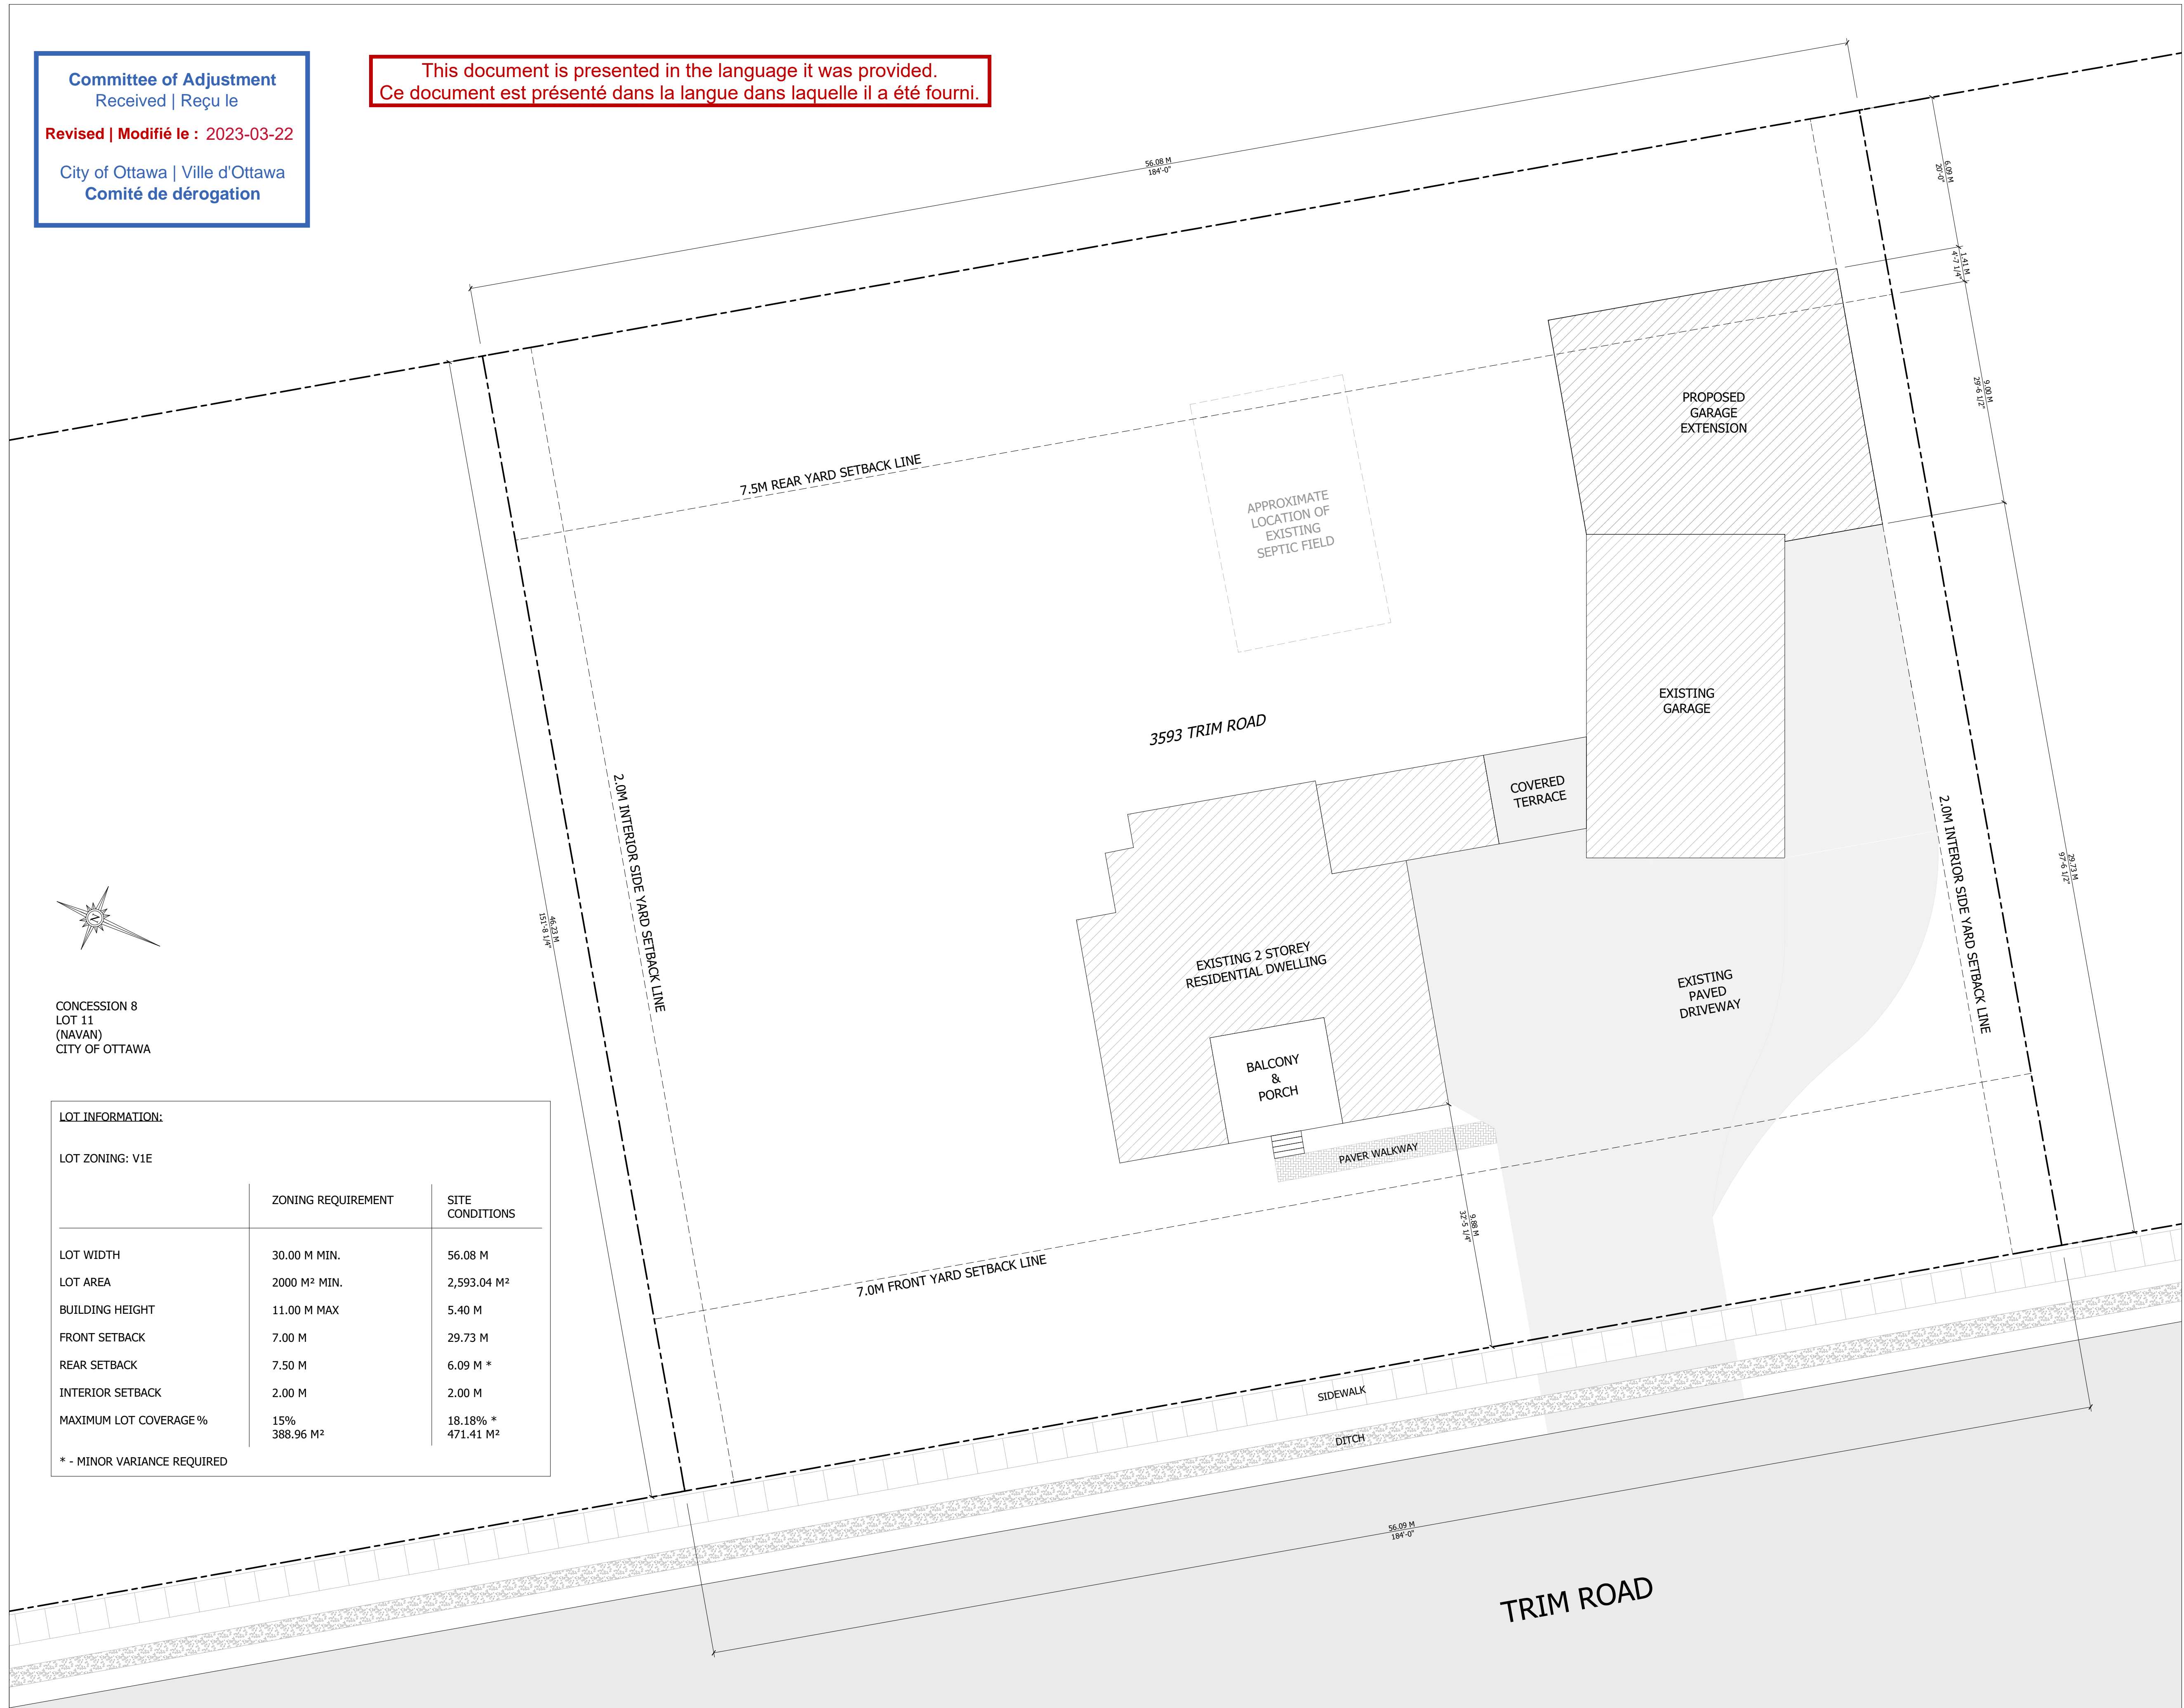 Committee of Adjustment
Received | Reçu le
Revised | Modifié le : 2023-03-22
City of Ottawa | Ville d'Ottawa
Comité de dérogation
This document is presented in the language it was provided.
Ce document est présenté dans la langue dans laquelle il a été fourni.
56.08 M
184'-0"
6.09 M
20'-0"
1.41 M
4'-7 1/4"
9.00 M
29'-6 1/2"
PROPOSED
GARAGE
EXTENSION
7.5M REAR YARD SETBACK LINE
APPROXIMATE
LOCATION OF
EXISTING
SEPTIC FIELD
EXISTING
GARAGE
3593 TRIM ROAD
COVERED
TERRACE
2.0M INTERIOR SIDE YARD SETBACK LINE
2.0M INTERIOR SIDE YARD SETBACK LINE
29.73 M
97'-6 1/2"
46.23 M
151'-8 1/4"
N
EXISTING 2 STOREY
RESIDENTIAL DWELLING
EXISTING
PAVED
DRIVEWAY
CONCESSION 8
LOT 11
(NAVAN)
CITY OF OTTAWA
BALCONY
&
PORCH
PAVER WALKWAY
9.88 M
32'-5 1/4"
7.0M FRONT YARD SETBACK LINE
LOT INFORMATION:
LOT ZONING: V1E
ZONING REQUIREMENT SITE
CONDITIONS
LOT WIDTH 30.00 M MIN. 56.08 M
LOT AREA 2000 M² MIN. 2,593.04 M²
BUILDING HEIGHT 11.00 M MAX 5.40 M
FRONT SETBACK 7.00 M 29.73 M
REAR SETBACK 7.50 M 6.09 M *
INTERIOR SETBACK 2.00 M 2.00 M
MAXIMUM LOT COVERAGE % 15% 18.18% *
388.96 M² 471.41 M²
* - MINOR VARIANCE REQUIRED
SIDEWALK
DITCH
56.09 M
184'-0"
TRIM ROAD